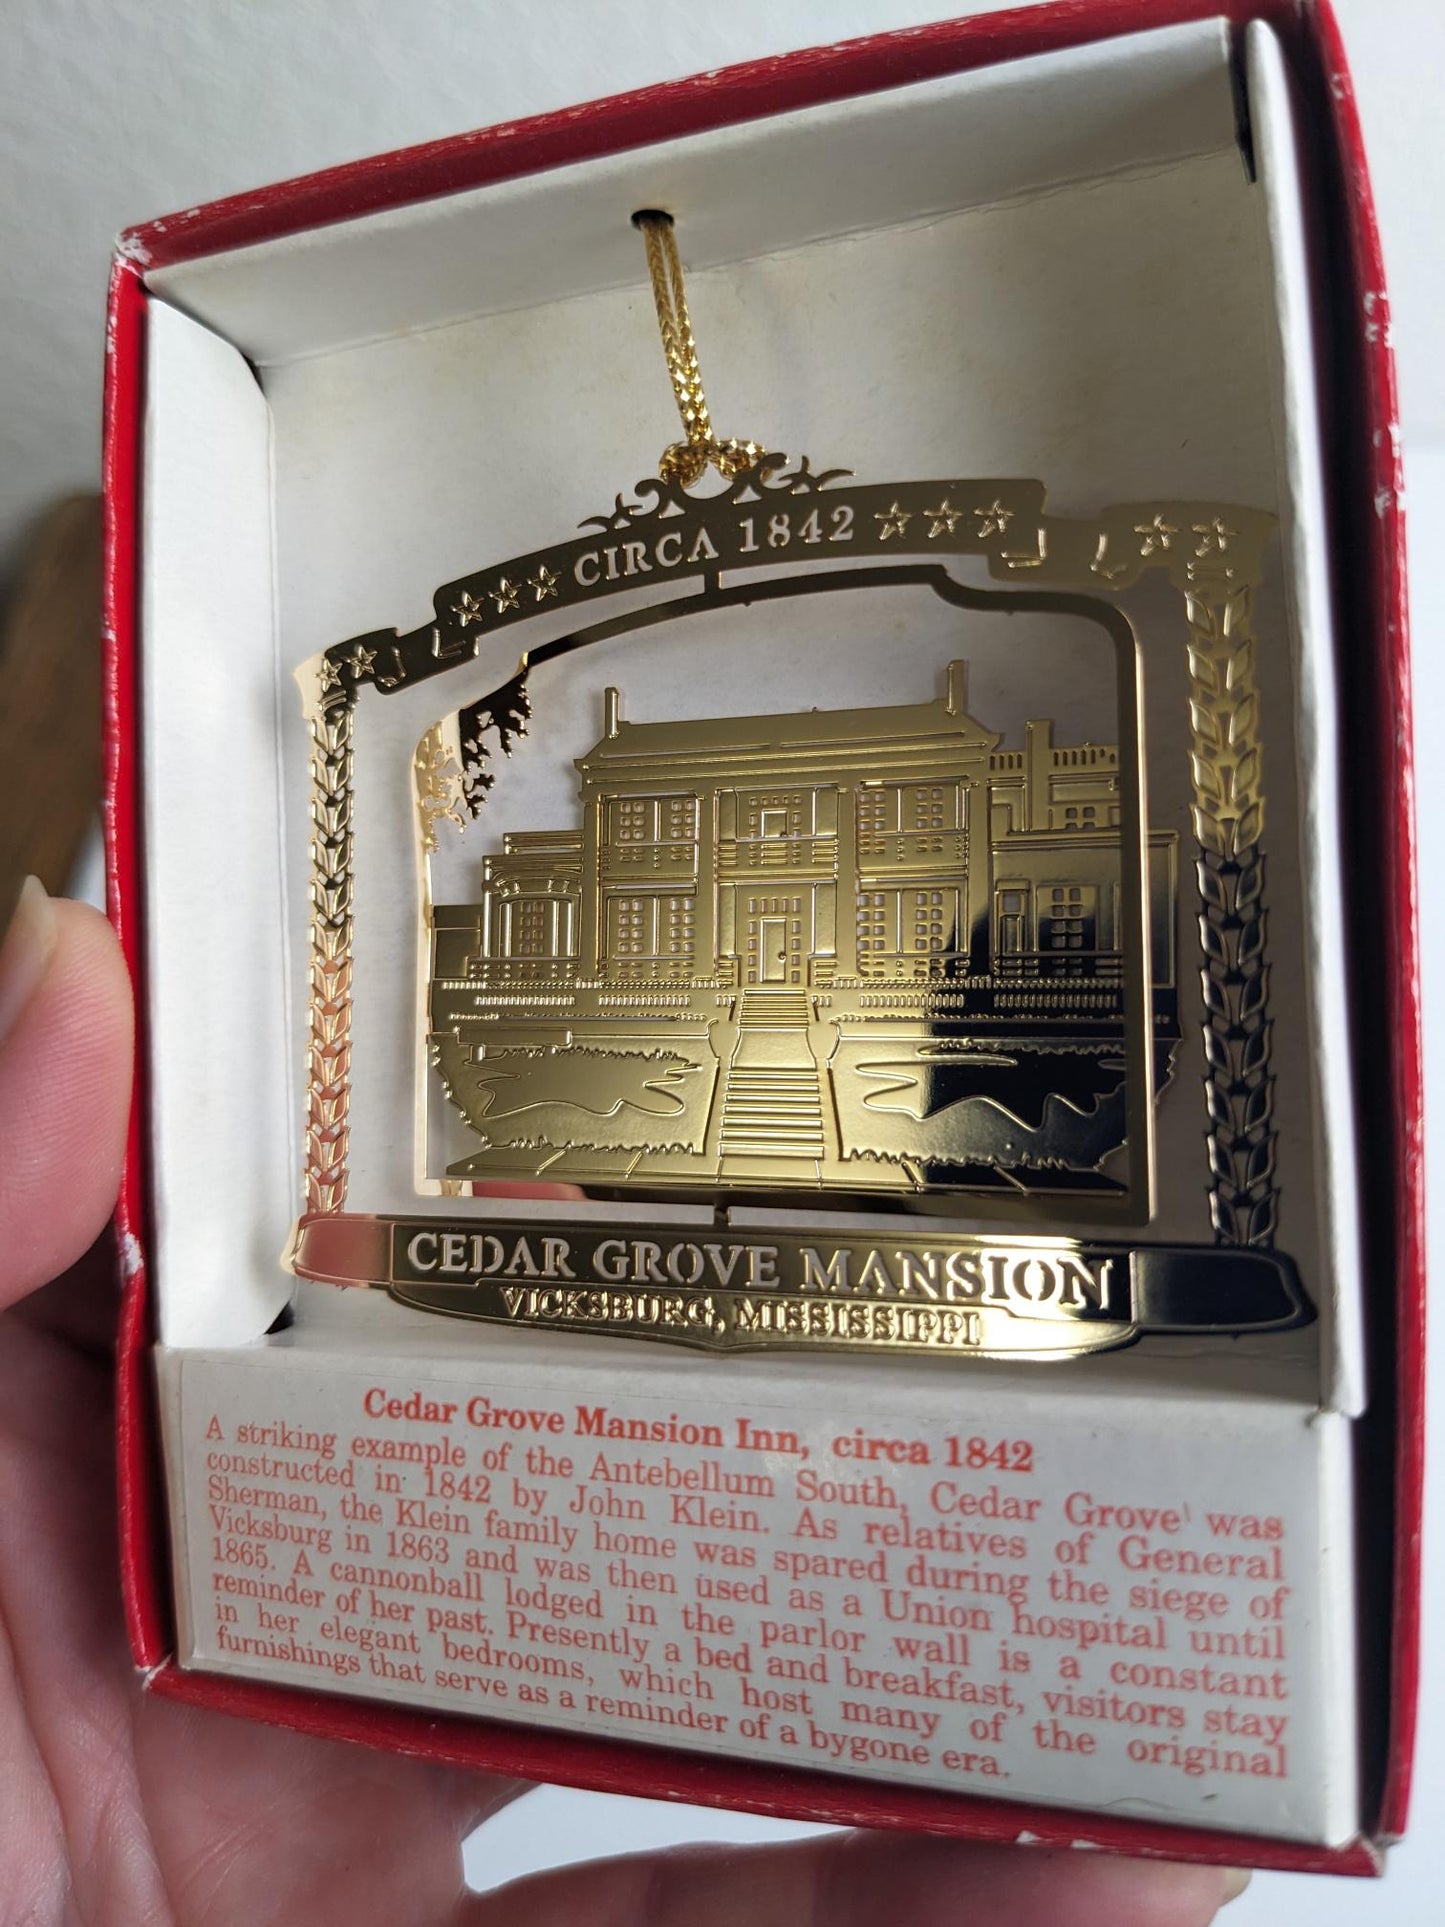 CIRCA 1842
CEDAR GROVE MANSION
VICKSBURG, MISSISSIPPI
Cedar Grove Mansion Inn, circa 1842
A striking example of the Antebellum South, Cedar Grove was
constructed in 1842 by John Klein. As relatives of General
Sherman, the Klein family home was spared during the siege of
Vicksburg in 1863 and was then used as a Union hospital until
1865. A cannonball lodged in the parlor wall is a constant
reminder of her past. Presently a bed and breakfast, visitors stay
in her elegant bedrooms, which host many of the original
furnishings that serve as a reminder of a bygone era.